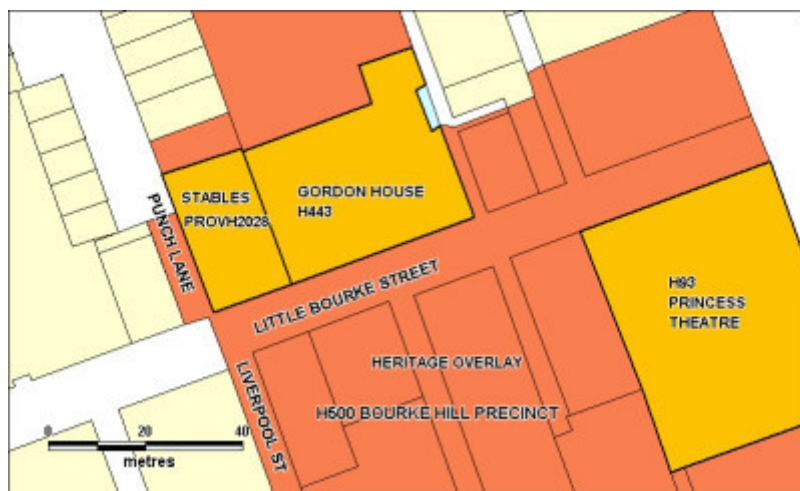 STABLES
PROVH2028
GORDON HOUSE
H443
PUNCH LANE
H93
PRINCESS
THEATRE
LITTLE BOURKE STREET
HERITAGE OVERLAY
LIVERPOOL ST
H500 BOURKE HILL PRECINCT
0 20 40
metres